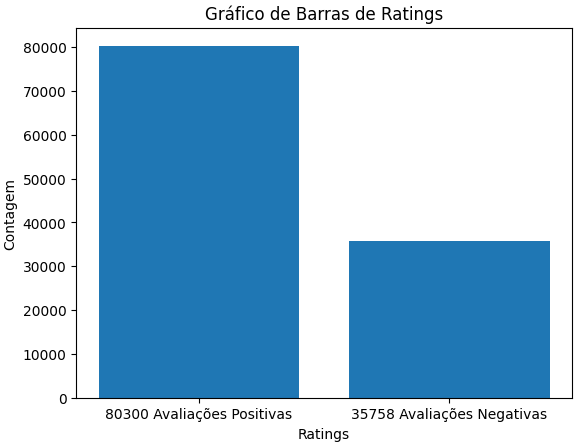 Gráfico de Barras de Ratings
80000
70000
60000
50000
40000
30000
20000
10000
0
Contagem
80300 Avaliações Positivas
35758 Avaliações Negativas
Ratings